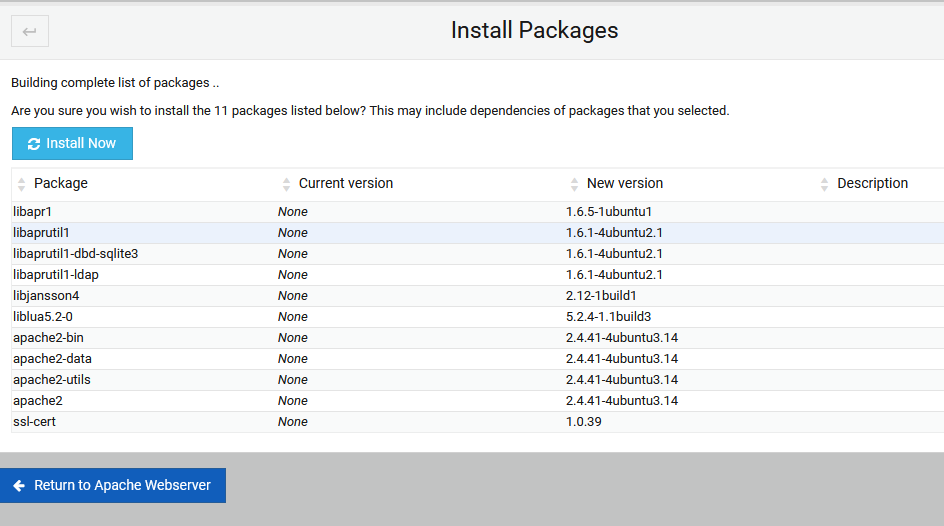 Install Packages
Building complete list of packages ..
Are you sure you wish to install the 11 packages listed below? This may include dependencies of packages that you selected.
Install Now
Package Current version New version Description
libapr1 None 1.6.5-1ubuntu1
libaprutil1 None 1.6.1-4ubuntu2.1
libaprutil1-dbd-sqlite3 None 1.6.1-4ubuntu2.1
libaprutil1-ldap None 1.6.1-4ubuntu2.1
libjansson4 None 2.12-1build1
liblua5.2-0 None 5.2.4-1.1build3
apache2-bin None 2.4.41-4ubuntu3.14
apache2-data None 2.4.41-4ubuntu3.14
apache2-utils None 2.4.41-4ubuntu3.14
apache2 None 2.4.41-4ubuntu3.14
ssl-cert None 1.0.39
Return to Apache Webserver